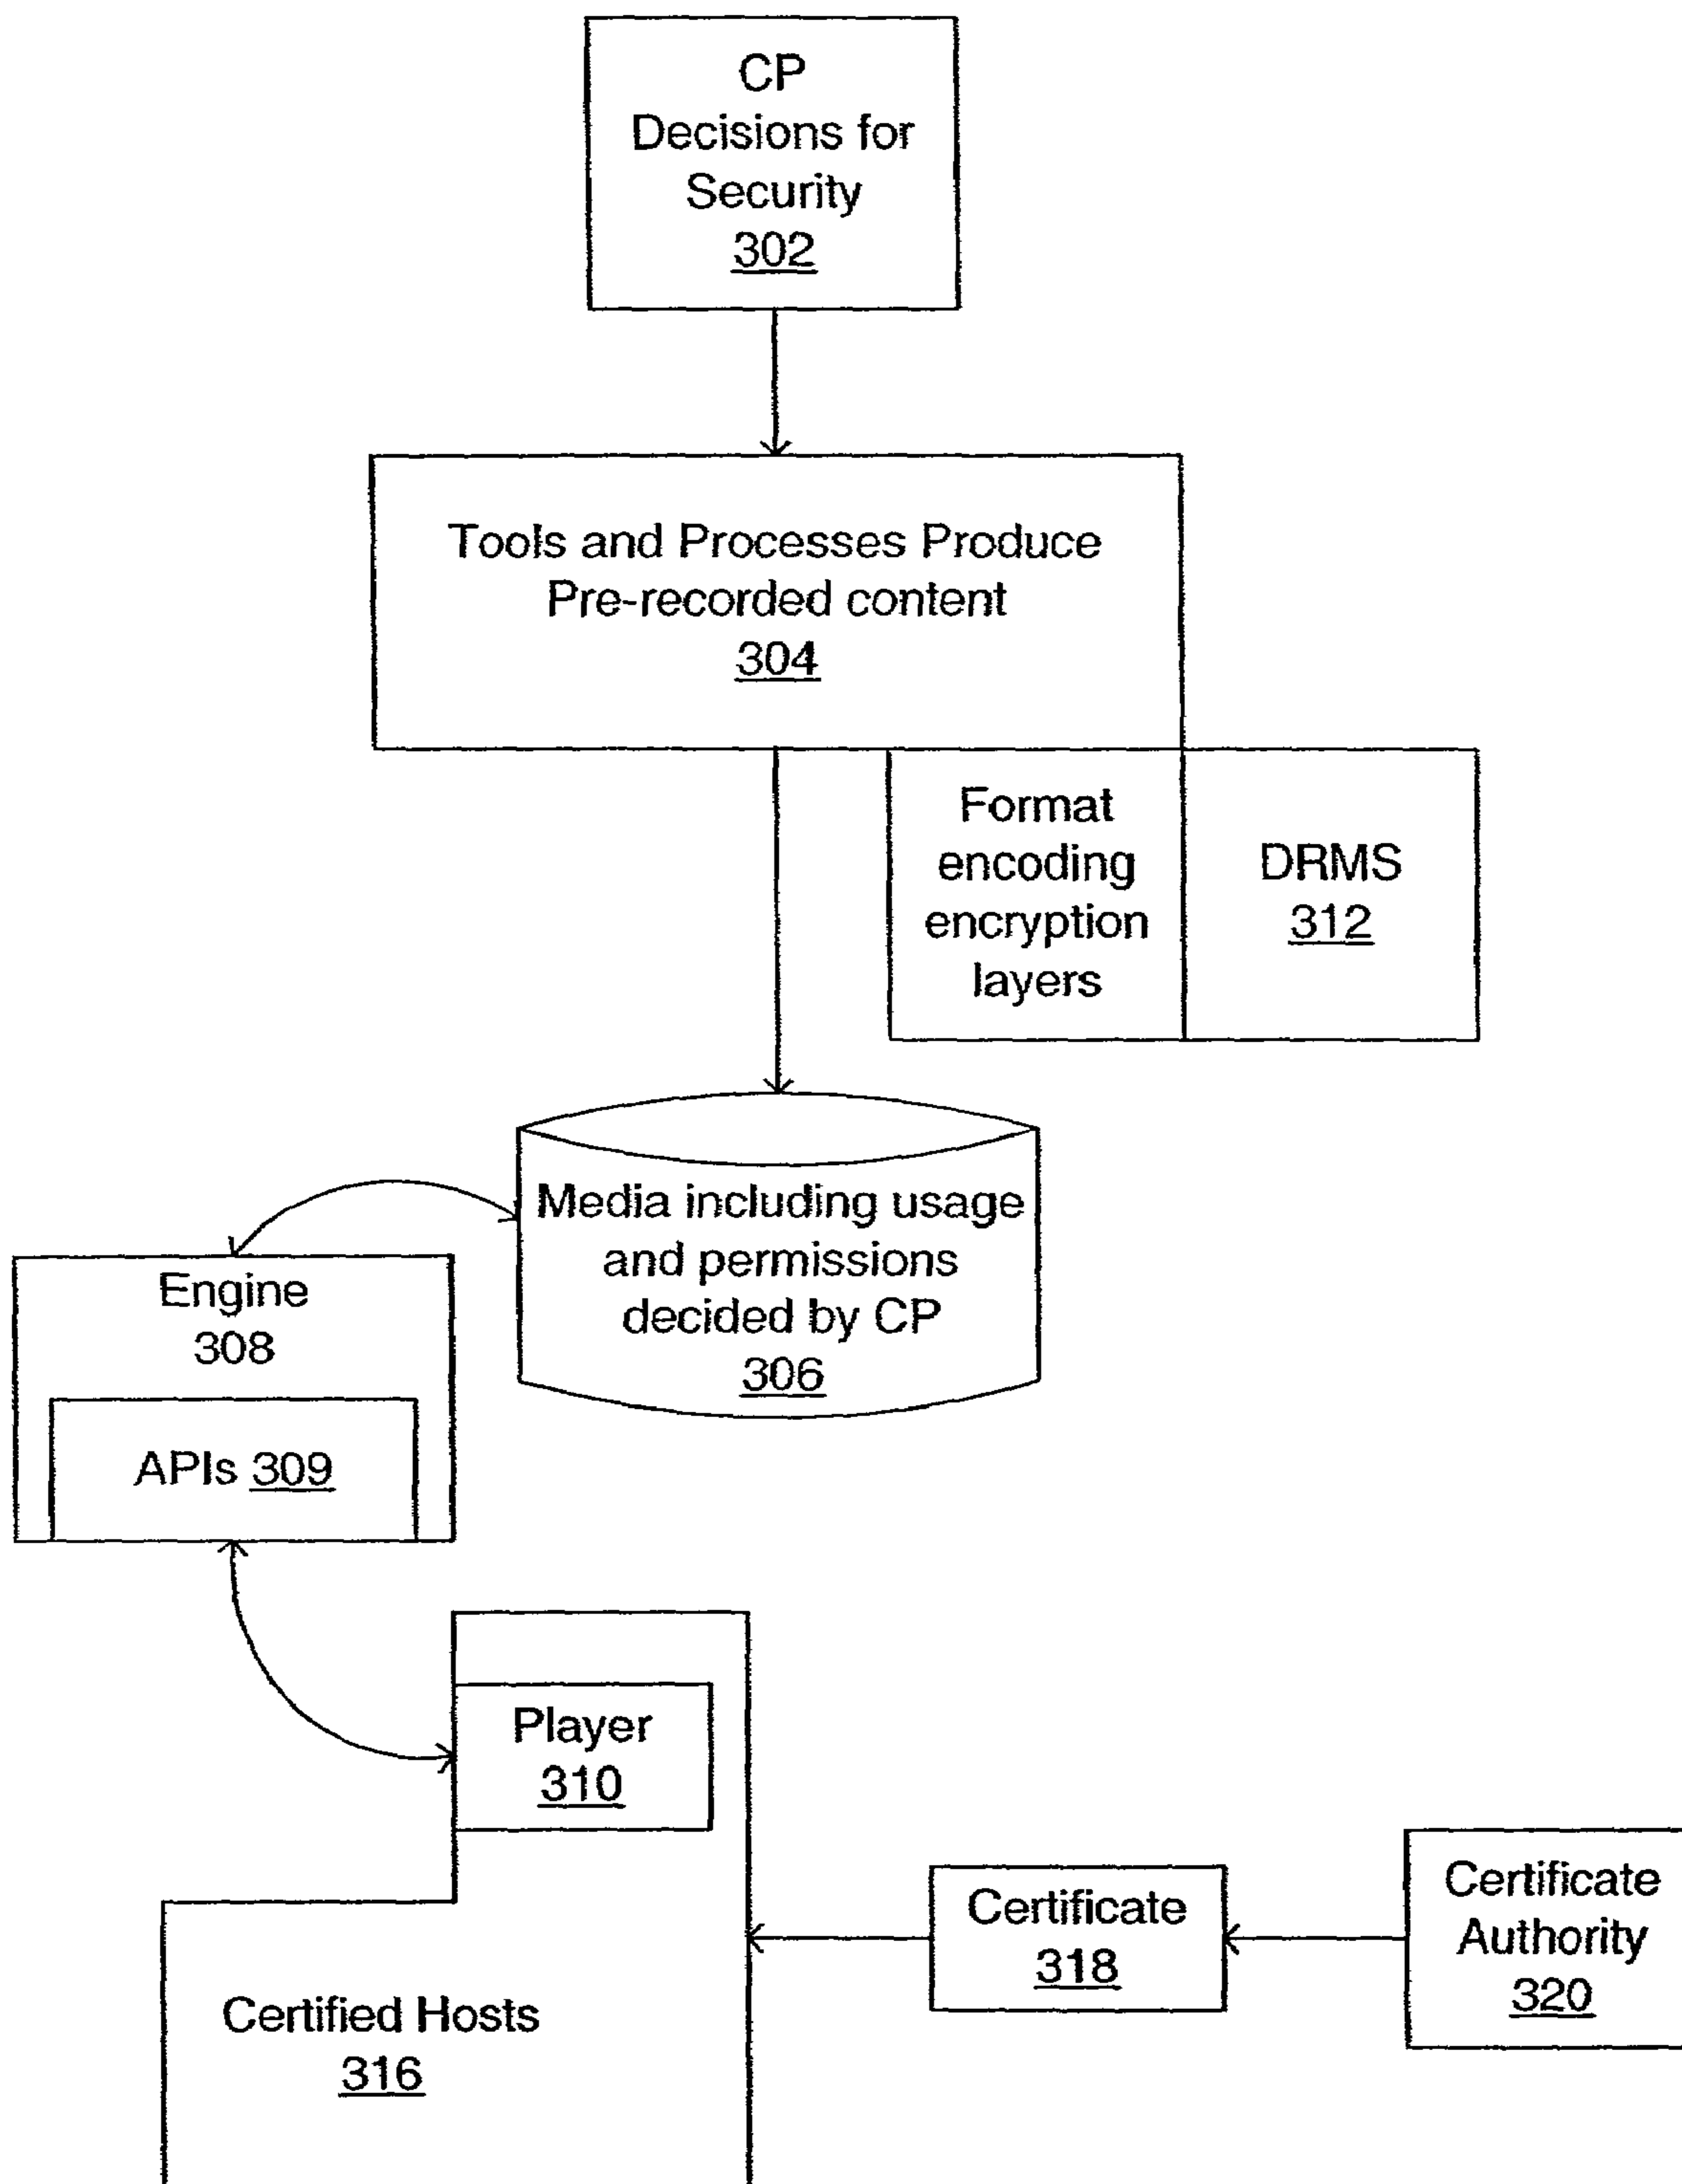 CP
Decisions for
Security
302
Tools and Processes Produce
Pre-recorded content
304
Format
encoding
encryption
layers
DRMS
312
Media including usage
and permissions
decided by CP
306
Engine
308
APIs 309
Player
310
Certificate
318
Certificate
Authority
320
Certified Hosts
316